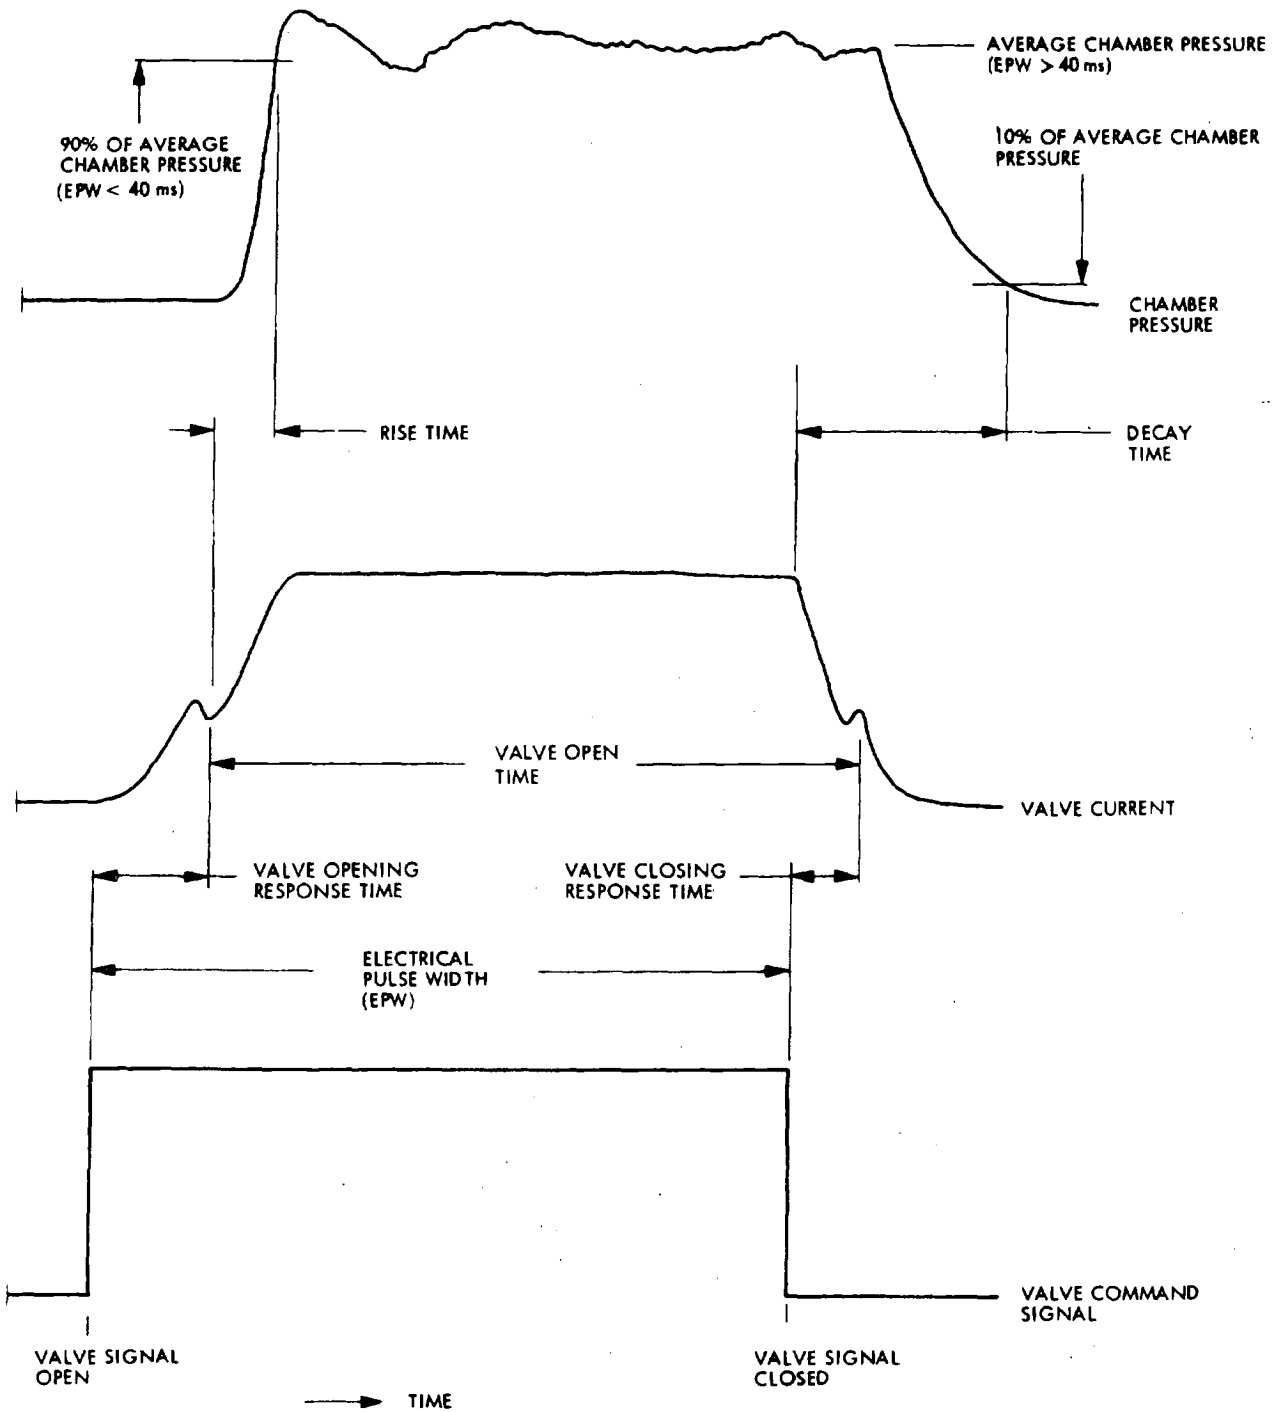 AVERAGE CHAMBER PRESSURE
(EPW > 40 ms)
90% OF AVERAGE
CHAMBER PRESSURE
(EPW < 40 ms)
10% OF AVERAGE CHAMBER
PRESSURE
CHAMBER
PRESSURE
RISE TIME
DECAY
TIME
VALVE OPEN
TIME
VALVE CURRENT
VALVE OPENING
RESPONSE TIME
VALVE CLOSING
RESPONSE TIME
ELECTRICAL
PULSE WIDTH
(EPW)
VALVE COMMAND
SIGNAL
VALVE SIGNAL
OPEN
VALVE SIGNAL
CLOSED
TIME